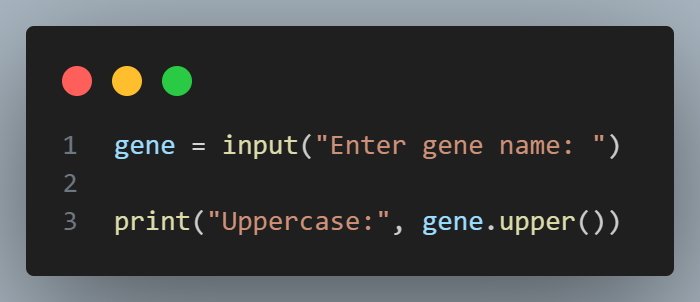 1 gene = input("Enter gene name: ")
2
3 print("Uppercase:", gene.upper())